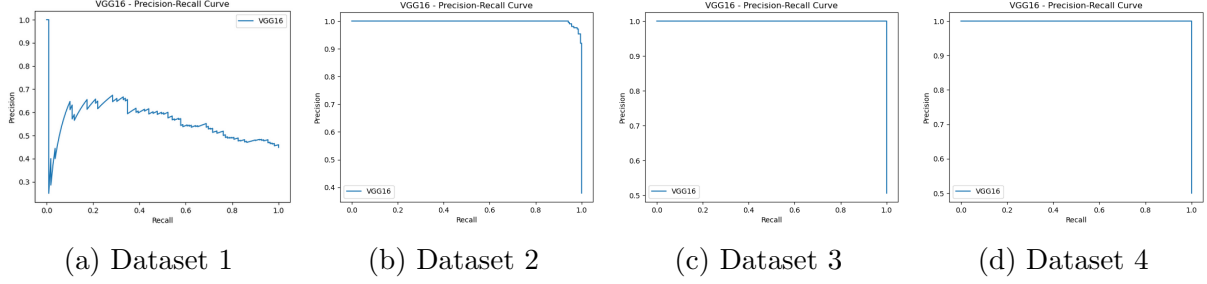 VGG16 - Precision-Recall Curve
1.0
0.9
0.8
0.7
0.6
0.5
0.4
0.3
Precision
VGG16
0.0 0.2 0.4 0.6 0.8 1.0
Recall
(a) Dataset 1
VGG16 - Precision-Recall Curve
1.0
0.9
0.8
0.7
0.6
0.5
0.4
Precision
VGG16
0.0 0.2 0.4 0.6 0.8 1.0
Recall
(b) Dataset 2
VGG16 - Precision-Recall Curve
1.0
0.9
0.8
0.7
0.6
0.5
Precision
VGG16
0.0 0.2 0.4 0.6 0.8 1.0
Recall
(c) Dataset 3
VGG16 - Precision-Recall Curve
1.0
0.9
0.8
0.7
0.6
0.5
Precision
VGG16
0.0 0.2 0.4 0.6 0.8 1.0
Recall
(d) Dataset 4